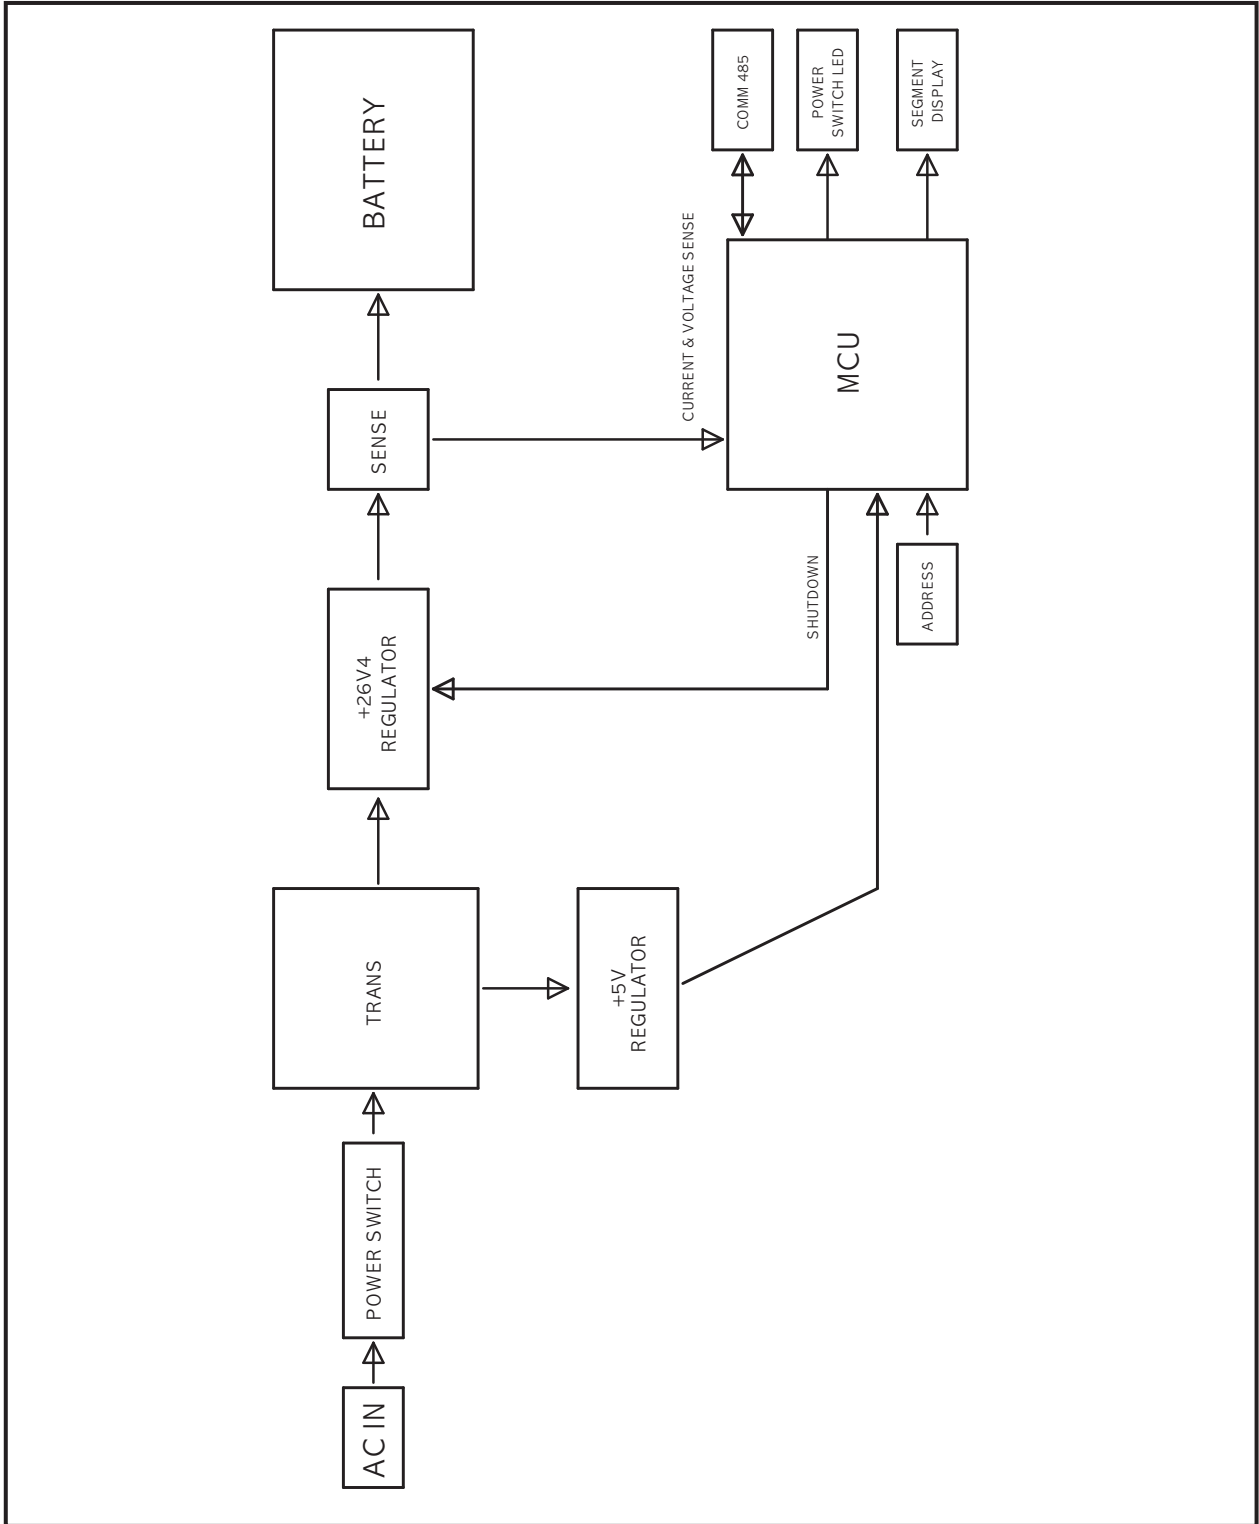 AC IN
POWER SWITCH
TRANS
+26V4
REGULATOR
SENSE
BATTERY
+5V
REGULATOR
CURRENT & VOLTAGE SENSE
SHUTDOWN
COMM 485
POWER
SWITCH LED
SEGMENT
DISPLAY
MCU
ADDRESS